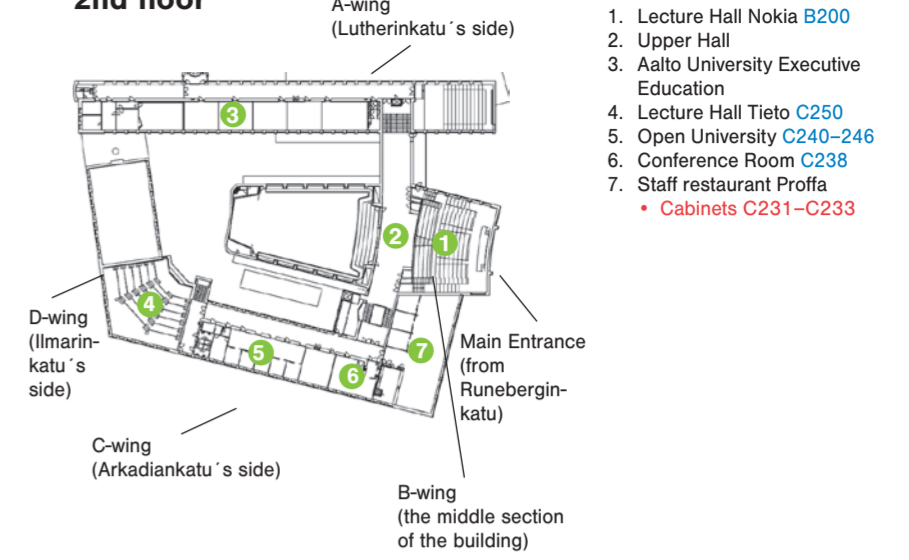 2nd floor
A-wing
(Lutherinkatu´s side)
1. Lecture Hall Nokia B200
2. Upper Hall
3. Aalto University Executive
Education
4. Lecture Hall Tieto C250
5. Open University C240–246
6. Conference Room C238
7. Staff restaurant Proffa
• Cabinets C231–C233
3
2
1
4
5
6
7
D-wing
(Ilmarin-
katu´s
side)
Main Entrance
(from
Runebergin-
katu)
C-wing
(Arkadiankatu´s side)
B-wing
(the middle section
of the building)